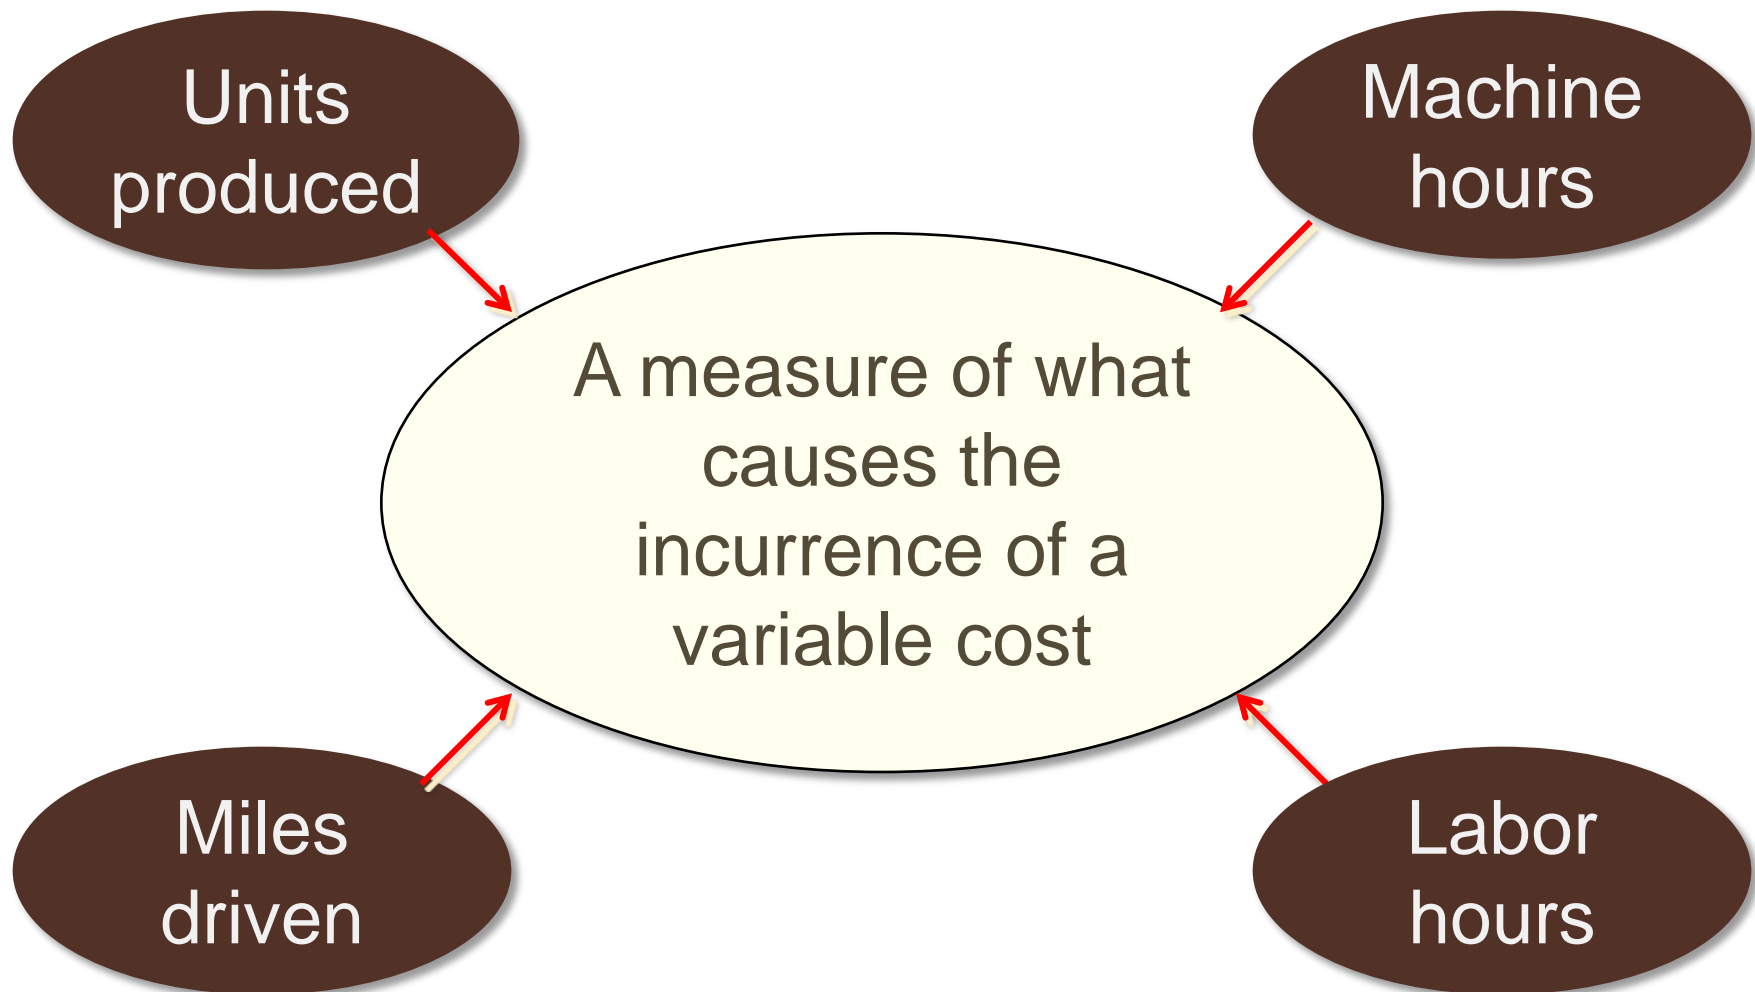 Units
produced
Machine
hours
A measure of what
causes the
incurrence of a
variable cost
Miles
driven
Labor
hours